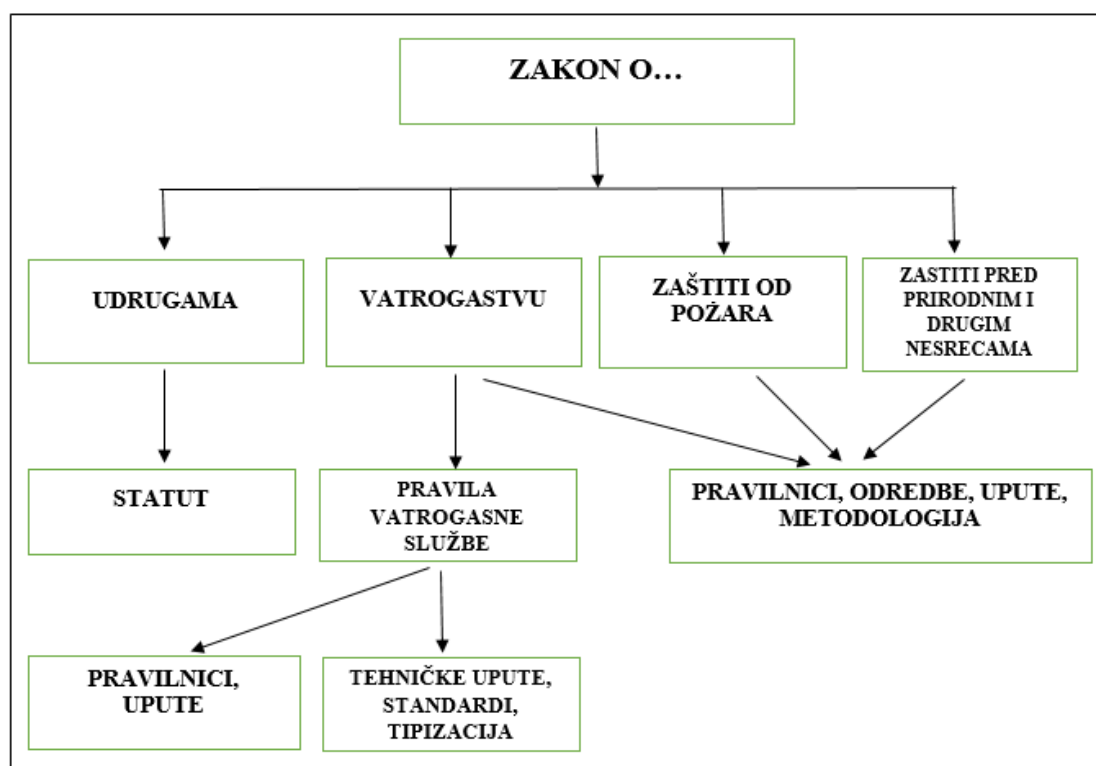 ZAKON O…
UDRUGAMA
VATROGASTVU
ZAŠTITI OD
POŽARA
ZASTITI PRED
PRIRODNIM I
DRUGIM
NESRECAMA
STATUT
PRAVILA
VATROGASNE
SLUŽBE
PRAVILNICI, ODREDBE, UPUTE,
METODOLOGIJA
PRAVILNICI,
UPUTE
TEHNIČKE UPUTE,
STANDARDI,
TIPIZACIJA